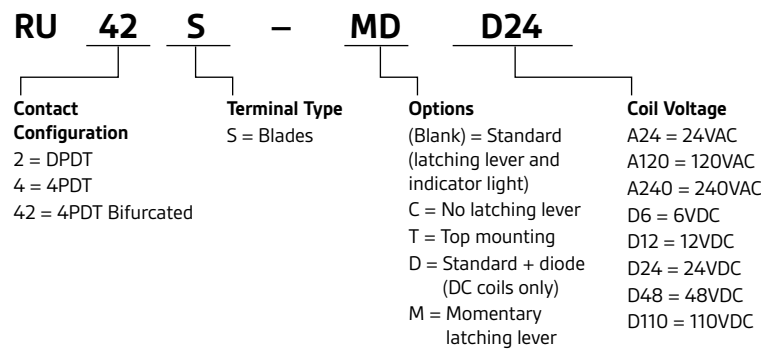 RU 42 S – MD D24
Contact
Configuration
2 = DPDT
4 = 4PDT
42 = 4PDT Bifurcated
Terminal Type
S = Blades
Options
(Blank) = Standard
(latching lever and
indicator light)
C = No latching lever
T = Top mounting
D = Standard + diode
(DC coils only)
M = Momentary
latching lever
Coil Voltage
A24 = 24VAC
A120 = 120VAC
A240 = 240VAC
D6 = 6VDC
D12 = 12VDC
D24 = 24VDC
D48 = 48VDC
D110 = 110VDC